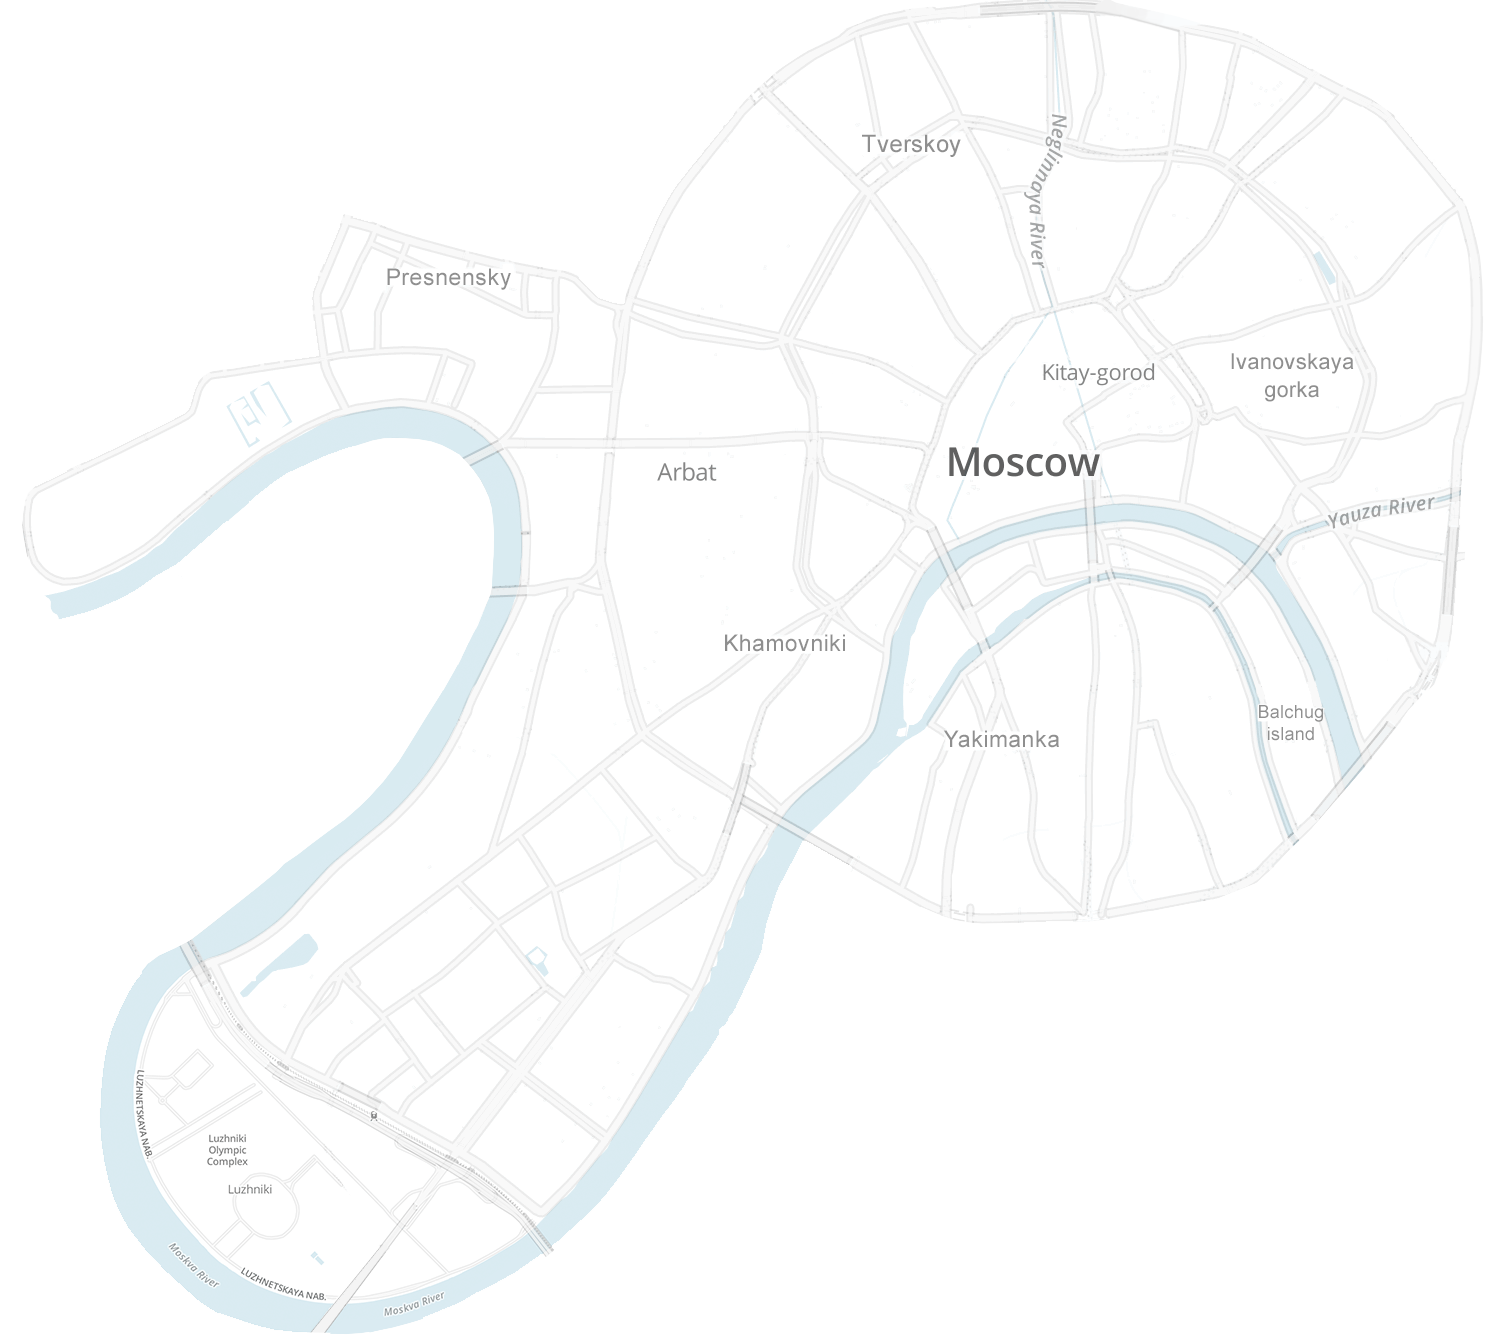 Tverskoy
Neglinnaya River
Presnensky
Kitay-gorod
Ivanovskaya
gorka
Moscow
Arbat
Yauza River
Khamovniki
Balchug
island
Yakimanka
LUZHNETSKAYA NAB.
Luzhniki
Olympic
Complex
Luzhniki
Moskva River
LUZHNETSKAYA NAB.
Moskva River